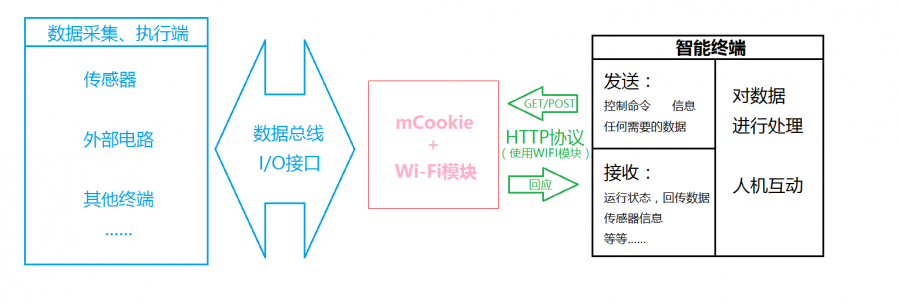 数据采集、执行端
传感器
外部电路
其他终端
......
数据总线
I/O接口
mCookie
+
Wi-Fi模块
GET/POST
HTTP协议
（使用WIFI模块）
回应
智能终端
发送：
控制命令 信息
任何需要的数据
接收：
运行状态，回传数据
传感器信息
等等......
对数据
进行处理
人机互动